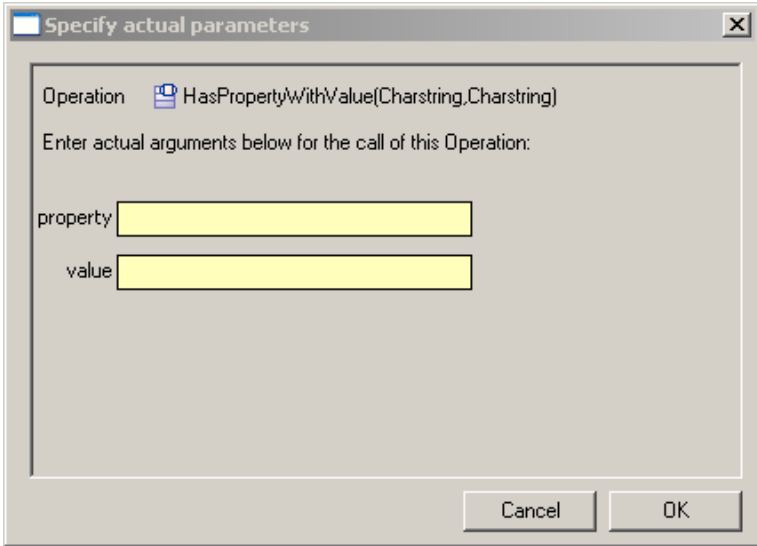 Specify actual parameters
Operation HasPropertyWithValue(Charstring,Charstring)
Enter actual arguments below for the call of this Operation:
property
value
Cancel OK